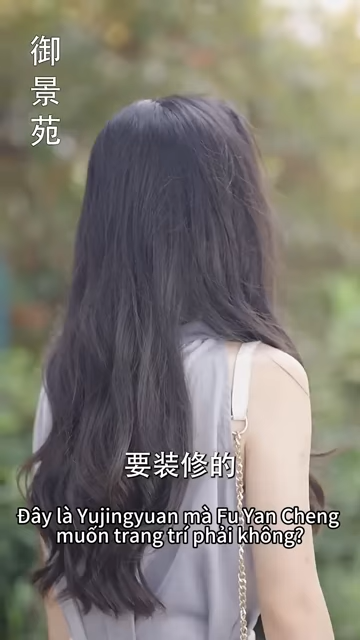 御景苑
要装修的
Đây là Yujingyuan mà Fu Yan Cheng
muốn trang trí phải không?